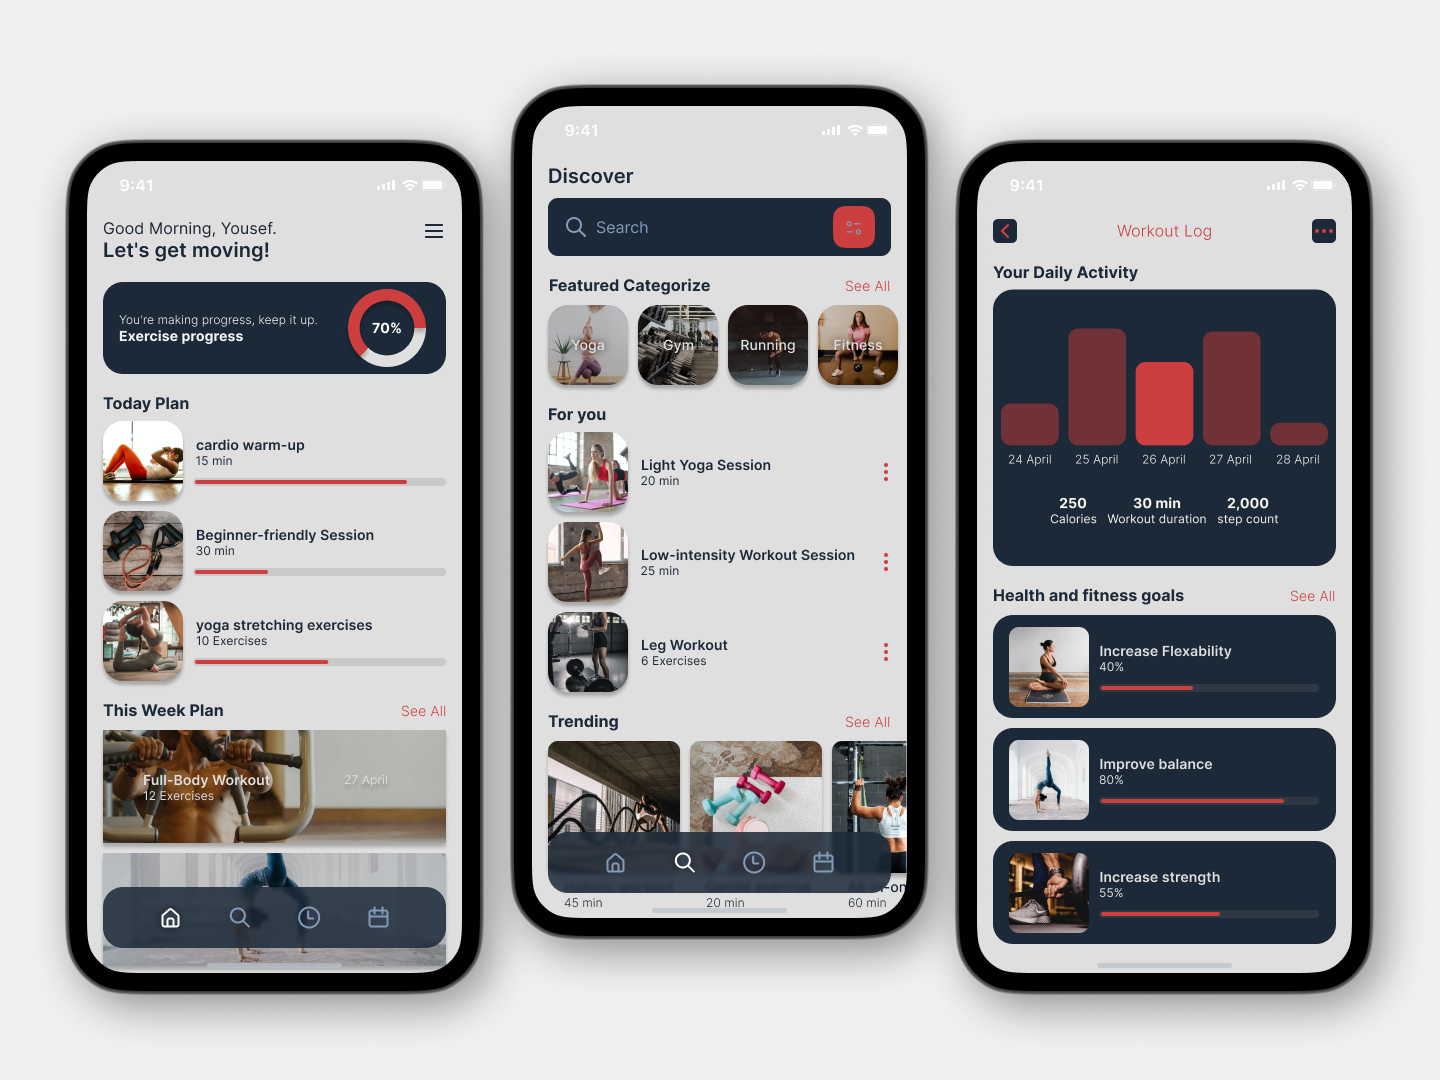 9:41
Good Morning, Yousef.
Let's get moving!
You're making progress, keep it up.
Exercise progress
70%
Today Plan
cardio warm-up
15 min
Beginner-friendly Session
30 min
yoga stretching exercises
10 Exercises
This Week Plan
See All
Full-Body Workout
12 Exercises
27 April
9:41
Discover
Search
Featured Categorize
See All
Yoga
Gym
Running
Fitness
For you
Light Yoga Session
20 min
Low-intensity Workout Session
25 min
Leg Workout
6 Exercises
Trending
See All
45 min
20 min
60 min
9:41
Workout Log
Your Daily Activity
24 April
25 April
26 April
27 April
28 April
250
Calories
30 min
Workout duration
2,000
step count
Health and fitness goals
See All
Increase Flexability
40%
Improve balance
80%
Increase strength
55%